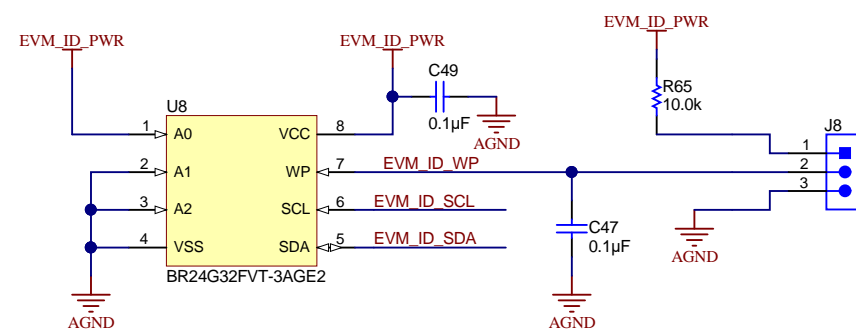 EVM_ID_PWR
EVM_ID_PWR
EVM_ID_PWR
C49
0.1µF
AGND
R65
10.0k
U8
1 A0 VCC 8
2 A1 WP 7 EVM_ID_WP
3 A2 SCL 6 EVM_ID_SCL
4 VSS SDA 5 EVM_ID_SDA
BR24G32FVT-3AGE2
AGND
C47
0.1µF
AGND
J8
1
2
3
AGND